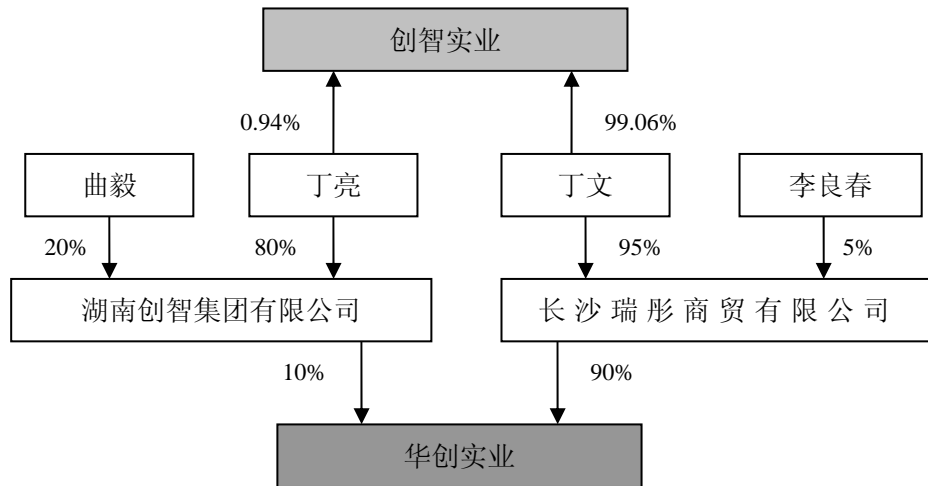 创智实业
0.94%
99.06%
曲毅
丁亮
丁文
李良春
20%
80%
95%
5%
湖南创智集团有限公司
长沙瑞彤商贸有限公司
10%
90%
华创实业